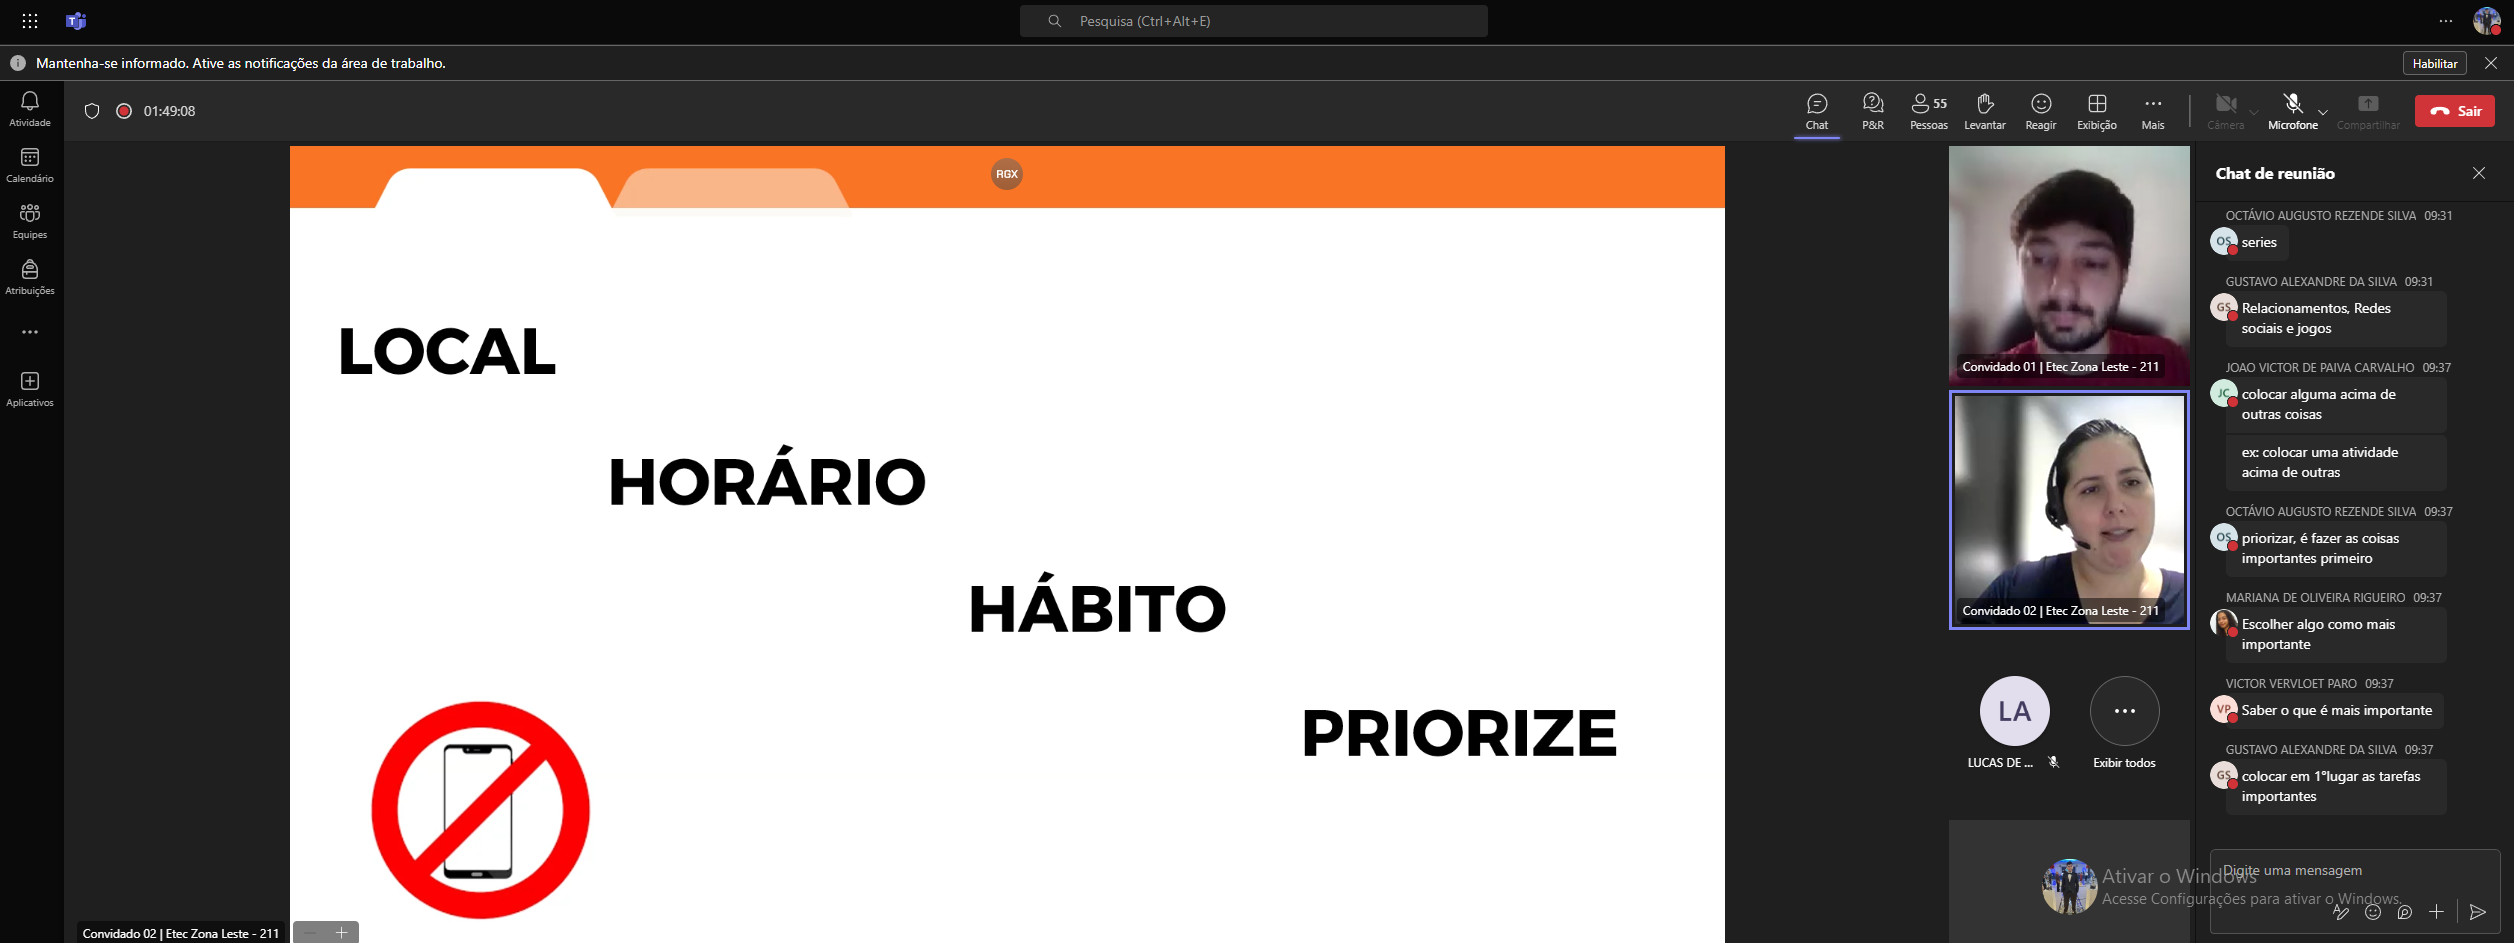 Pesquisa (Ctrl+Alt+E)
Mantenha-se informado. Ative as notificações da área de trabalho.
Habilitar
Atividade
Calendário
Equipes
Atribuições
Aplicativos
01:49:08
Chat
P&R
55
Pessoas
Levantar
Reagir
Exibição
Mais
Câmera
Microfone
Compartilhar
Sair
RGX
LOCAL
HORÁRIO
HÁBITO
PRIORIZE
Convidado 02 | Etec Zona Leste - 211
Convidado 01 | Etec Zona Leste - 211
Convidado 02 | Etec Zona Leste - 211
LA
LUCAS DE ...
Exibir todos
Chat de reunião
OCTÁVIO AUGUSTO REZENDE SILVA 09:31
OS
series
GUSTAVO ALEXANDRE DA SILVA 09:31
GS
Relacionamentos, Redes
sociais e jogos
JOAO VICTOR DE PAIVA CARVALHO 09:37
JC
colocar alguma acima de
outras coisas
ex: colocar uma atividade
acima de outras
OCTÁVIO AUGUSTO REZENDE SILVA 09:37
OS
priorizar, é fazer as coisas
importantes primeiro
MARIANA DE OLIVEIRA RIGUEIRO 09:37
Escolher algo como mais
importante
VICTOR VERVLOET PARO 09:37
VP
Saber o que é mais importante
GUSTAVO ALEXANDRE DA SILVA 09:37
GS
colocar em 1°lugar as tarefas
importantes
Digite uma mensagem
Ativar o Windows
Acesse Configurações para ativar o Windows.